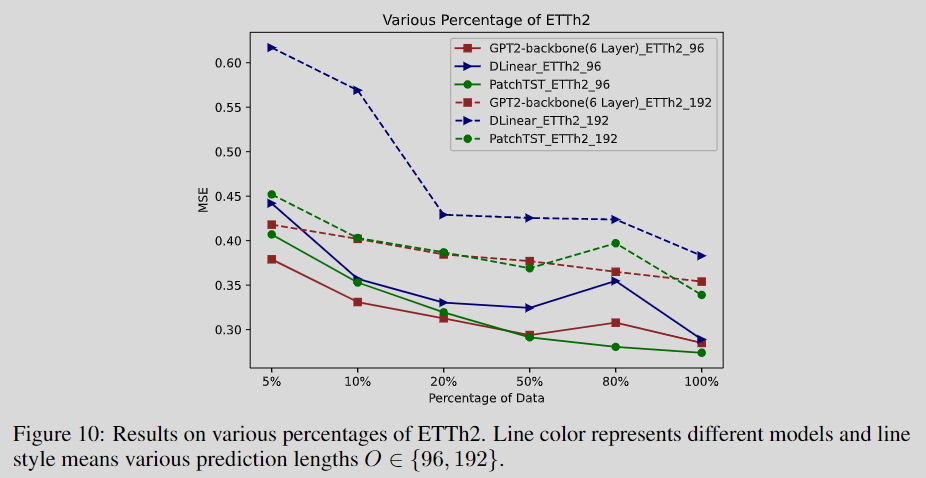 Various Percentage of ETTh2
GPT2-backbone(6 Layer)_ETTh2_96
DLinear_ETTh2_96
PatchTST_ETTh2_96
GPT2-backbone(6 Layer)_ETTh2_192
DLinear_ETTh2_192
PatchTST_ETTh2_192
MSE
0.60
0.55
0.50
0.45
0.40
0.35
0.30
5% 10% 20% 50% 80% 100%
Percentage of Data
Figure 10: Results on various percentages of ETTh2. Line color represents different models and line
style means various prediction lengths O ∈ {96, 192}.